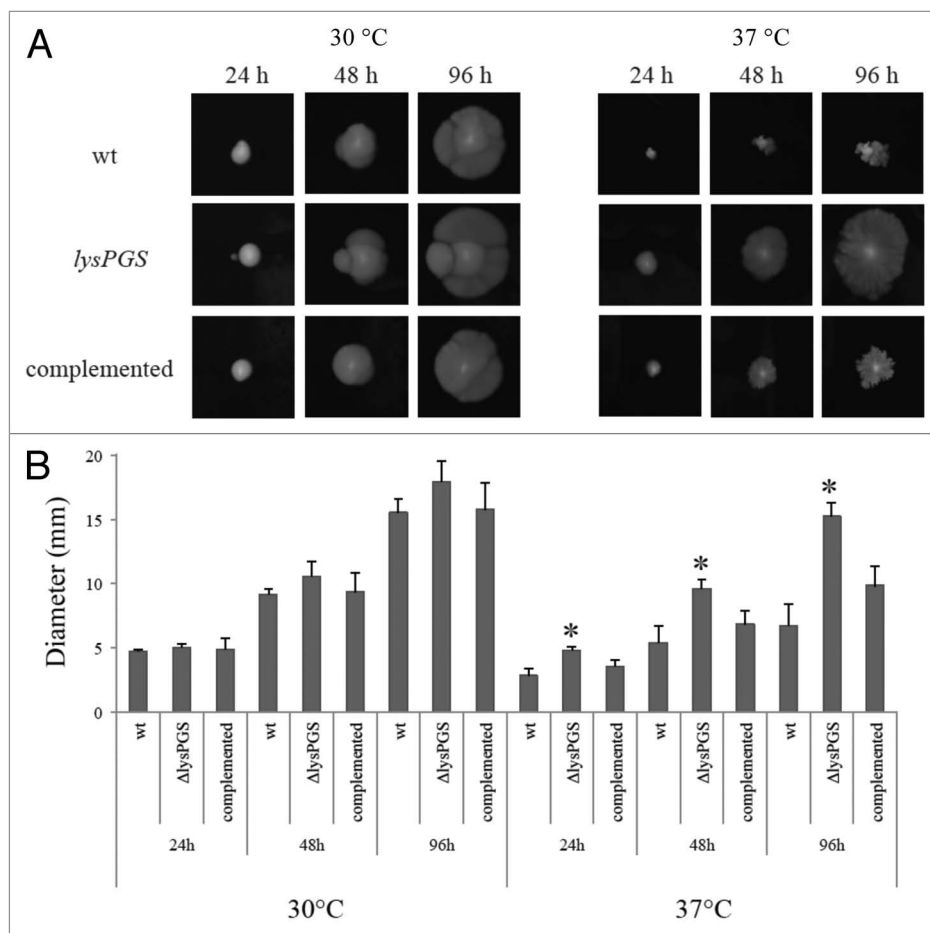 A
30 °C
37 °C
24 h 48 h 96 h 24 h 48 h 96 h
wt
lysPGS
complemented
B
Diameter (mm)
20
15
10
5
0
* * *
wt ΔlysPGS complemented wt ΔlysPGS complemented wt ΔlysPGS complemented wt ΔlysPGS complemented wt ΔlysPGS complemented wt ΔlysPGS complemented
24h 48h 96h 24h 48h 96h
30°C 37°C